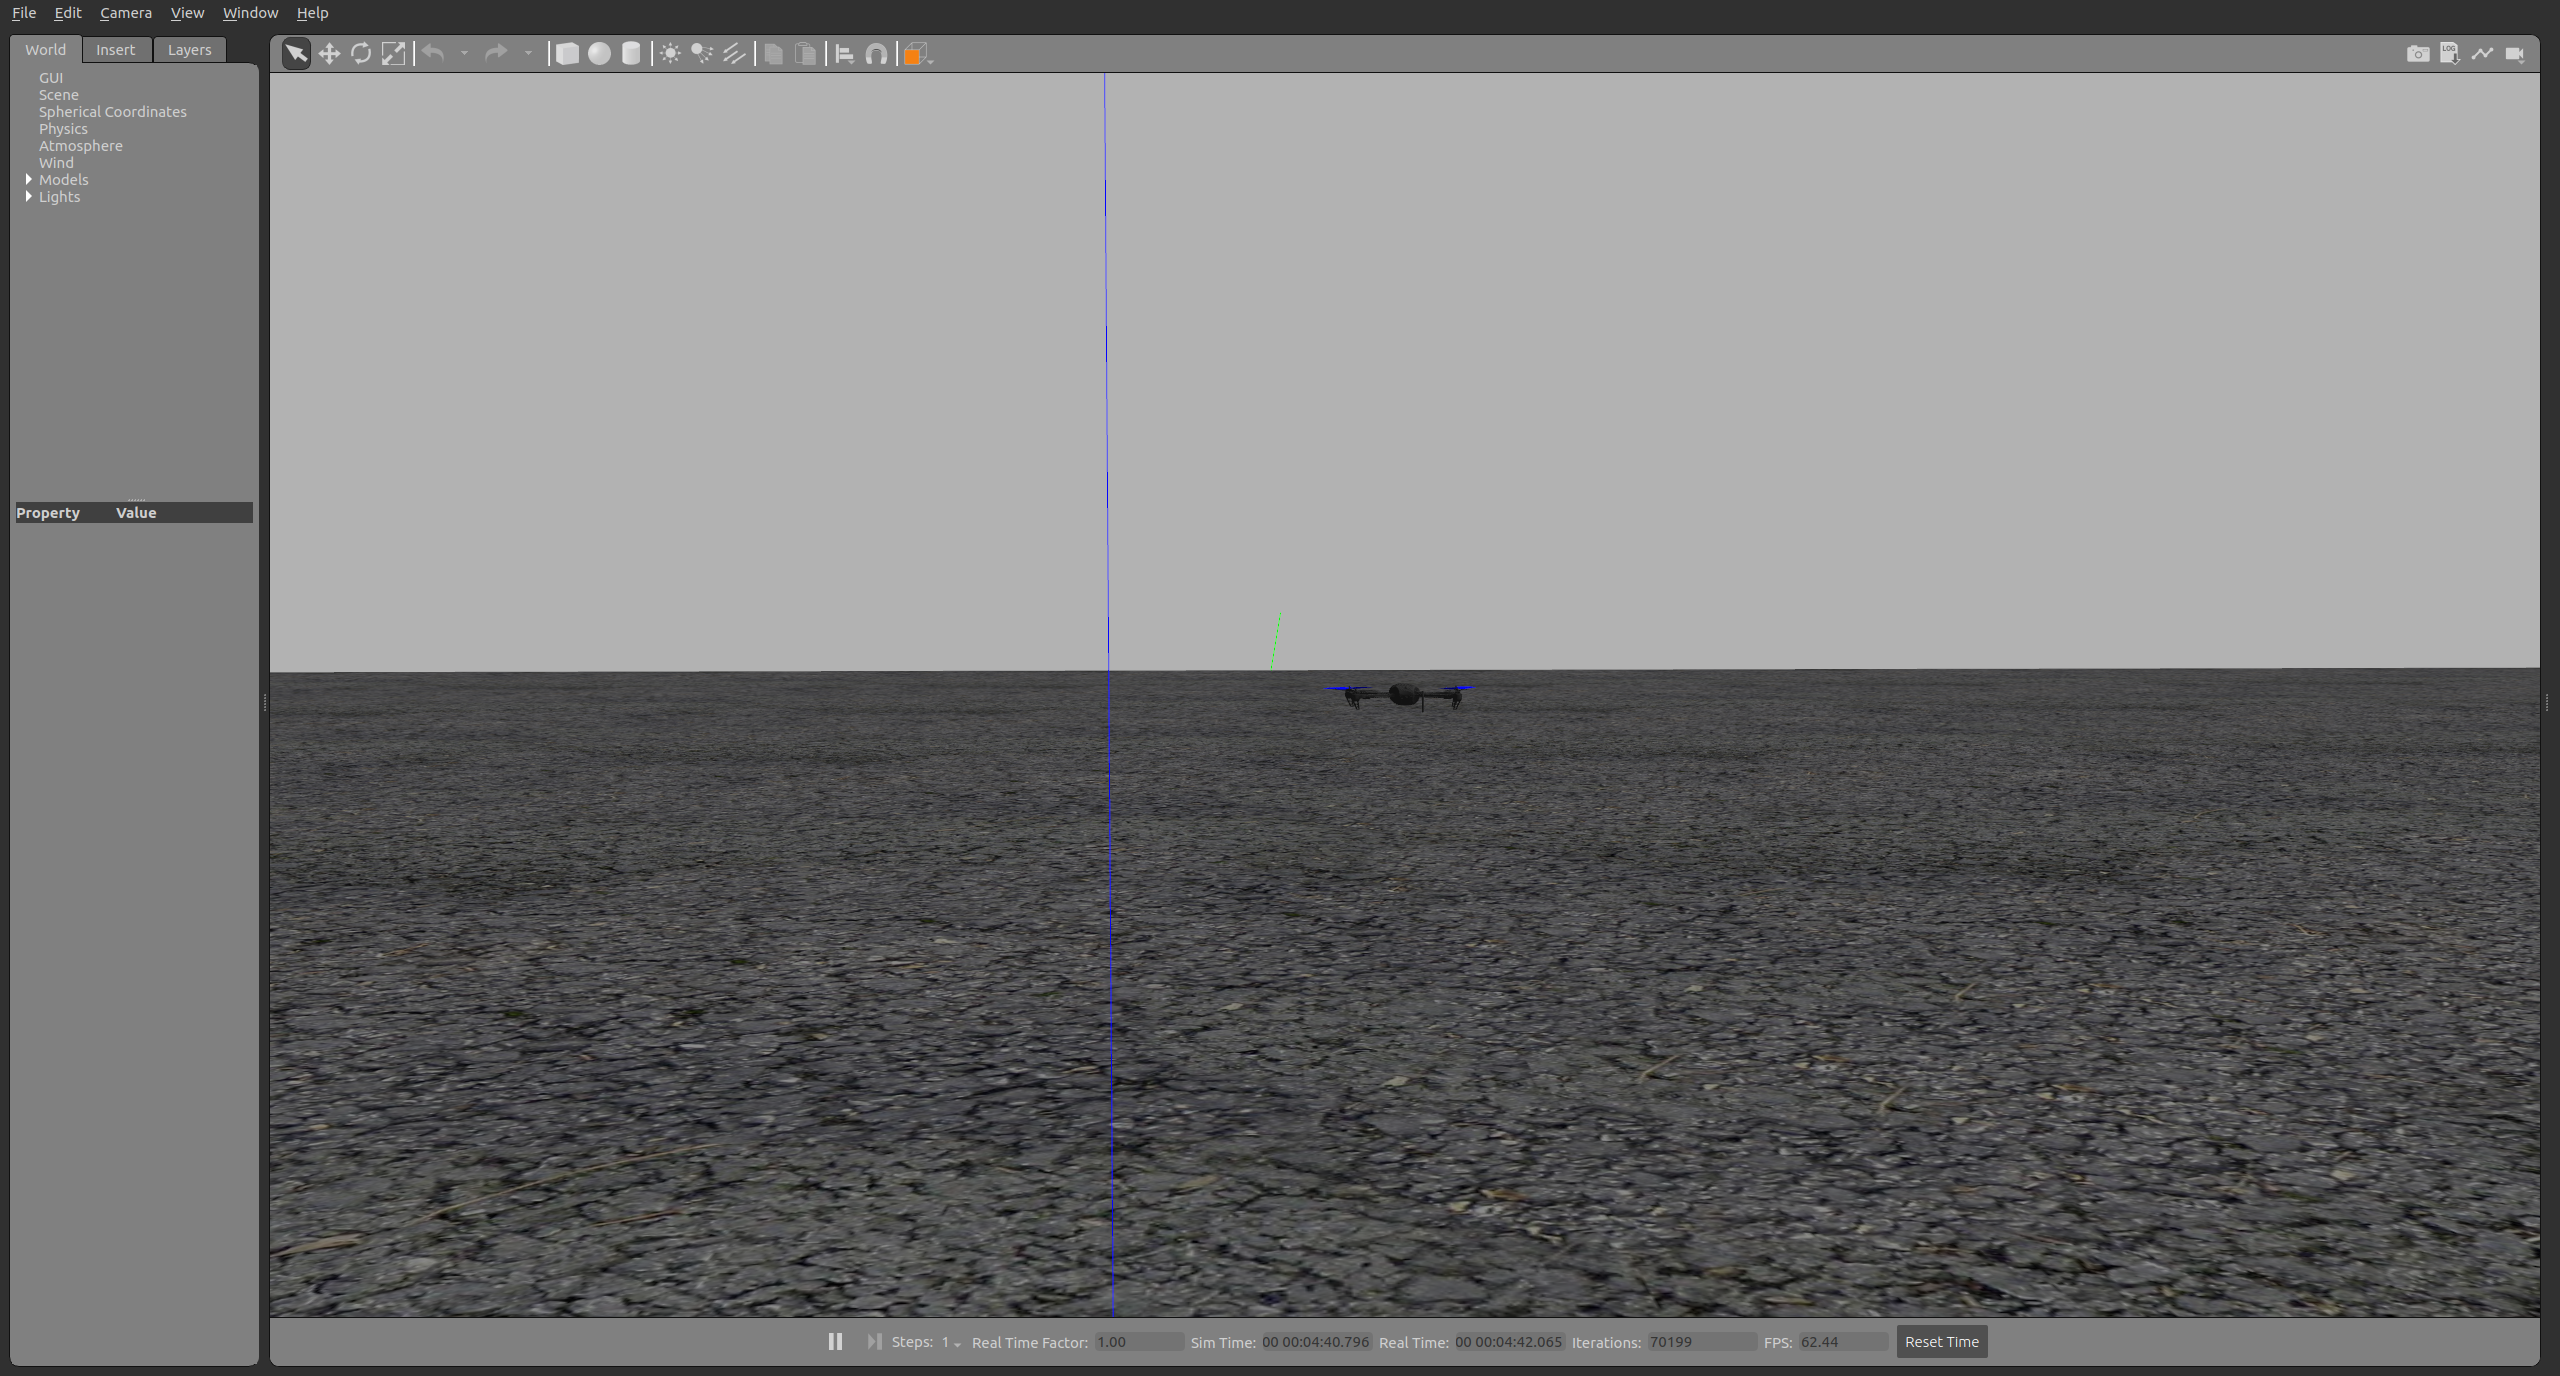 File Edit Camera View Window Help
World Insert Layers
LOG
GUI
Scene
Spherical Coordinates
Physics
Atmosphere
Wind
Models
Lights
Property Value
Steps: 1 Real Time Factor: 1.00 Sim Time: 00 00:04:40.796 Real Time: 00 00:04:42.065 Iterations: 70199 FPS: 62.44 Reset Time